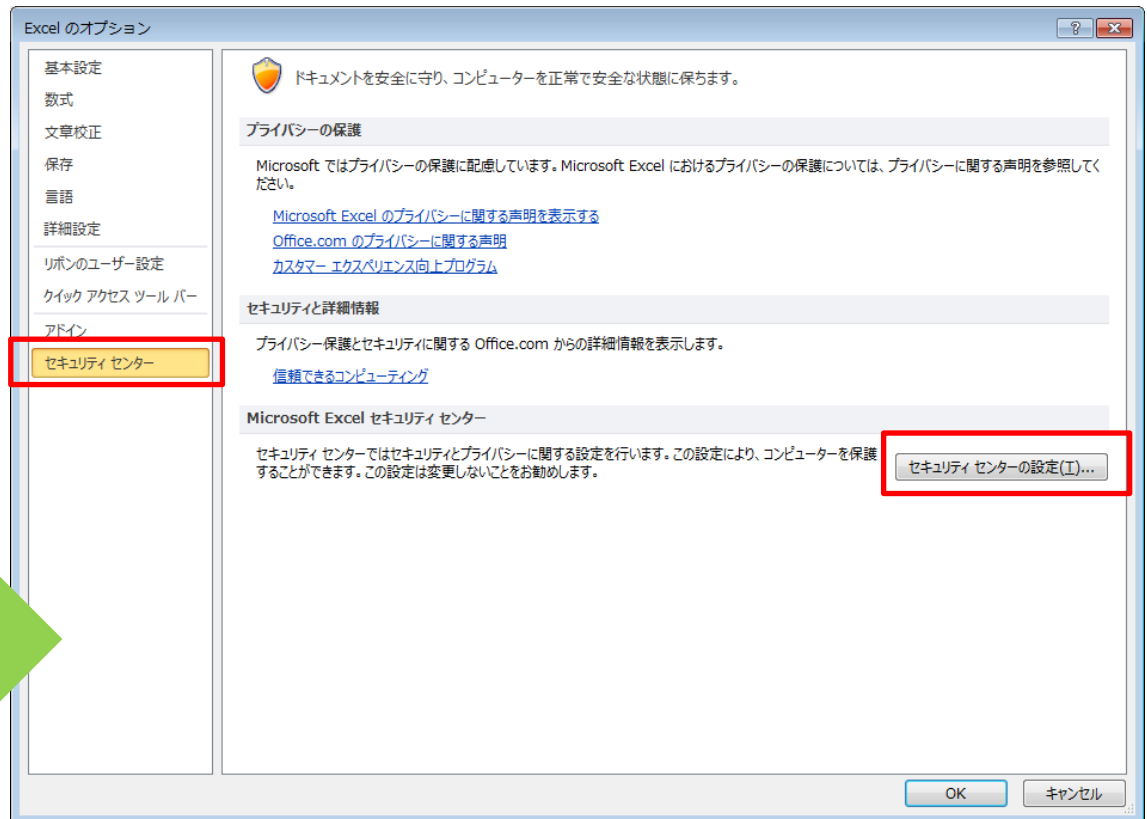 Excel のオプション
基本設定
数式
文章校正
保存
言語
詳細設定
リボンのユーザー設定
クイック アクセス ツール バー
アドイン
セキュリティ センター
ドキュメントを安全に守り、コンピューターを正常で安全な状態に保ちます。
プライバシーの保護
Microsoft ではプライバシーの保護に配慮しています。Microsoft Excel におけるプライバシーの保護については、プライバシーに関する声明を参照してく
ださい。
Microsoft Excel のプライバシーに関する声明を表示する
Office.com のプライバシーに関する声明
カスタマー エクスペリエンス向上プログラム
セキュリティと詳細情報
プライバシー保護とセキュリティに関する Office.com からの詳細情報を表示します。
信頼できるコンピューティング
Microsoft Excel セキュリティ センター
セキュリティ センターではセキュリティとプライバシーに関する設定を行います。この設定により、コンピューターを保護
することができます。この設定は変更しないことをお勧めします。
セキュリティ センターの設定(T)...
OK
キャンセル